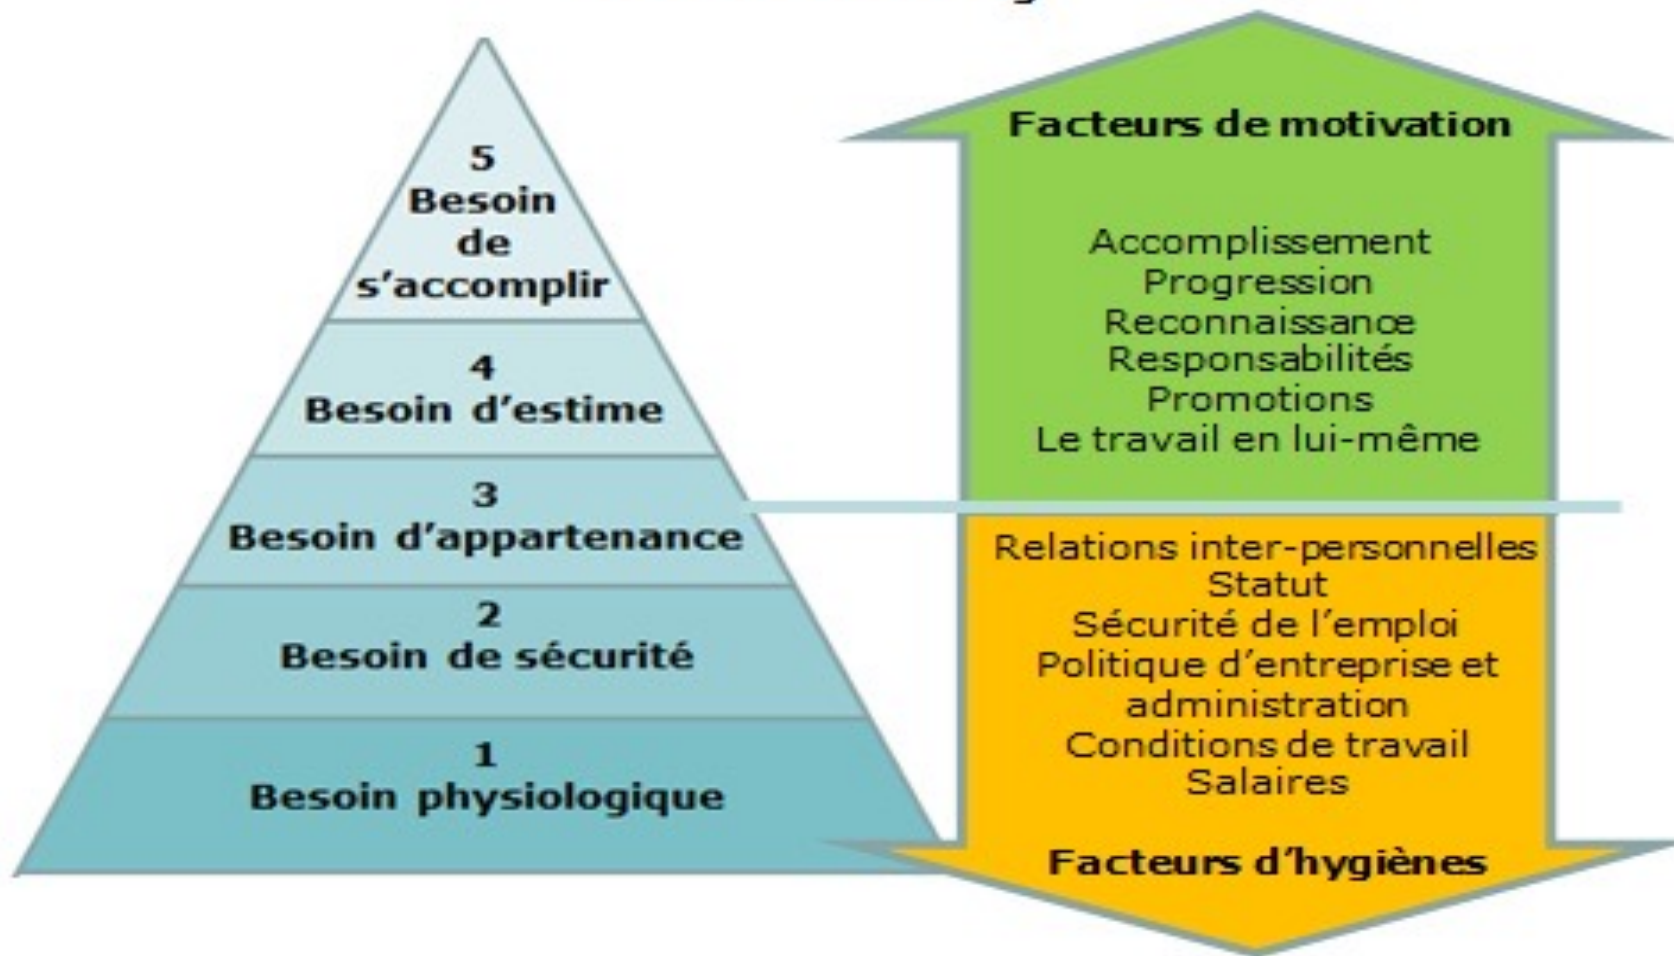 5
Besoin
de
s’accomplir
4
Besoin d’estime
3
Besoin d’appartenance
2
Besoin de sécurité
1
Besoin physiologique
Facteurs de motivation
Accomplissement
Progression
Reconnaissance
Responsabilités
Promotions
Le travail en lui-même
Relations inter-personnelles
Statut
Sécurité de l’emploi
Politique d’entreprise et
administration
Conditions de travail
Salaires
Facteurs d’hygiènes